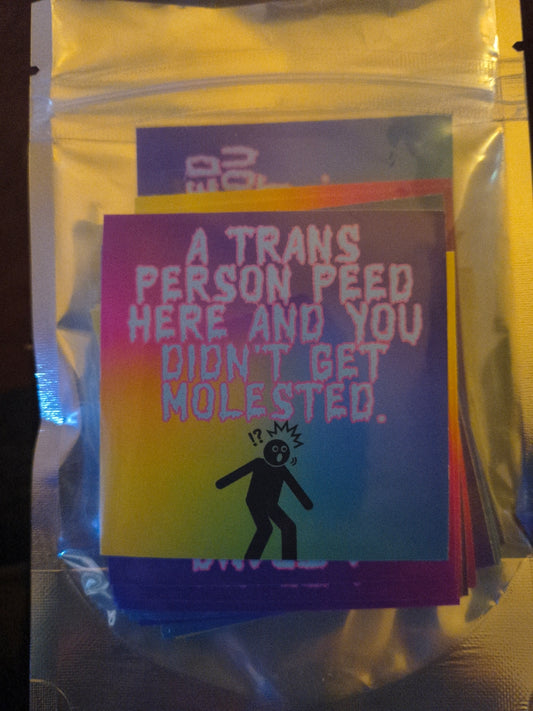 A TRANS
PERSON PEED
HERE AND YOU
DIDN'T GET
MOLESTED.
!?